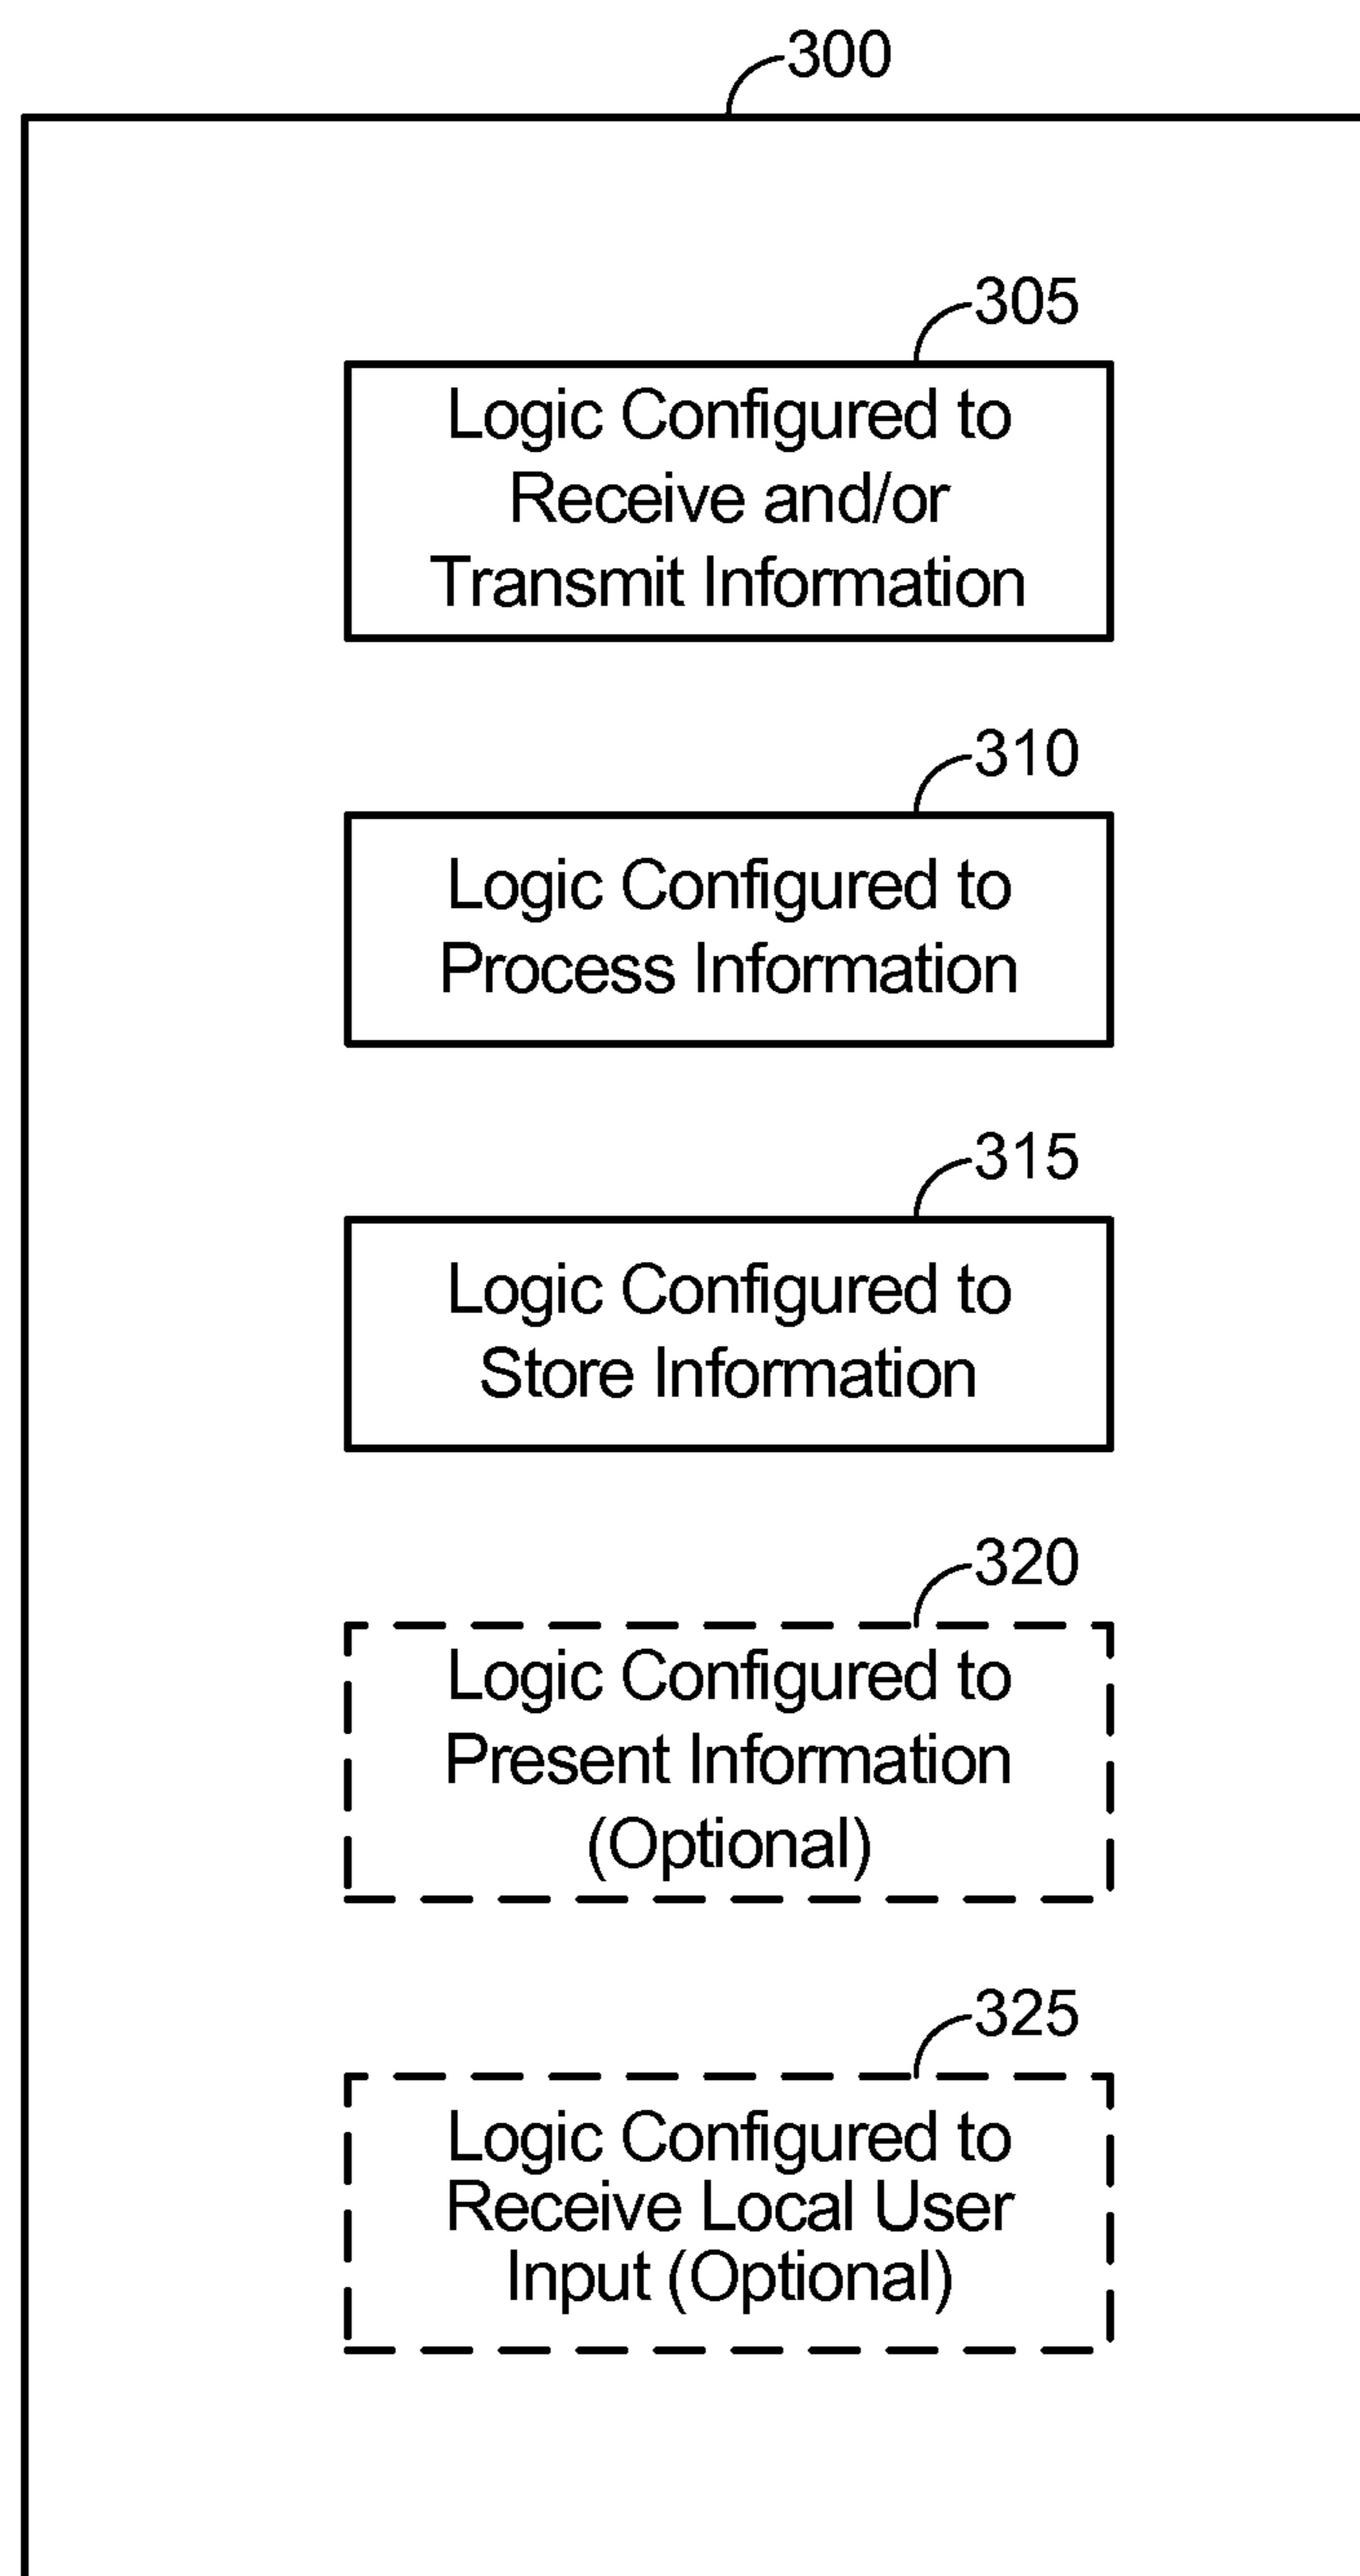 300
305
Logic Configured to
Receive and/or
Transmit Information
310
Logic Configured to
Process Information
315
Logic Configured to
Store Information
320
Logic Configured to
Present Information
(Optional)
325
Logic Configured to
Receive Local User
Input (Optional)